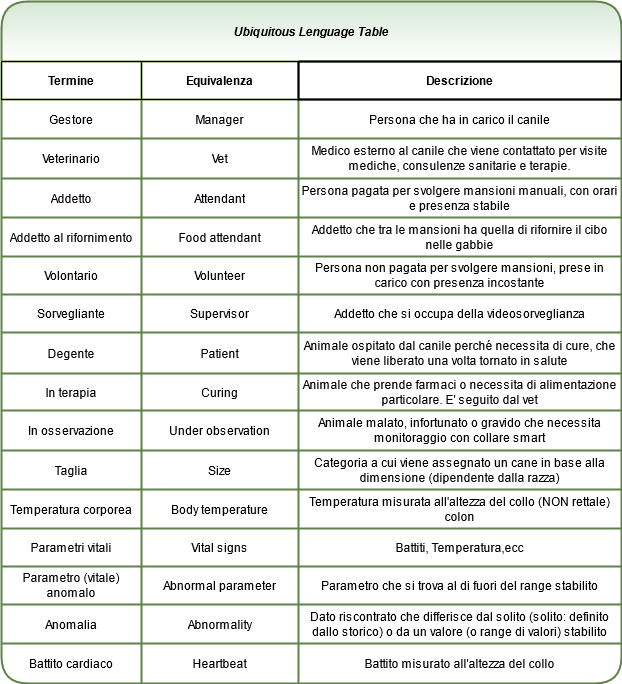 Ubiquitous Lenguage Table
Termine Equivalenza Descrizione
Gestore Manager Persona che ha in carico il canile
Veterinario Vet Medico esterno al canile che viene contattato per visite
mediche, consulenze sanitarie e terapie.
Addetto Attendant Persona pagata per svolgere mansioni manuali, con orari
e presenza stabile
Addetto al rifornimento Food attendant Addetto che tra le mansioni ha quella di rifornire il cibo
nelle gabbie
Volontario Volunteer Persona non pagata per svolgere mansioni, prese in
carico con presenza incostante
Sorvegliante Supervisor Addetto che si occupa della videosorveglianza
Degente Patient Animale ospitato dal canile perché necessita di cure, che
viene liberato una volta tornato in salute
In terapia Curing Animale che prende farmaci o necessita di alimentazione
particolare. E' seguito dal vet
In osservazione Under observation Animale malato, infortunato o gravido che necessita
monitoraggio con collare smart
Taglia Size Categoria a cui viene assegnato un cane in base alla
dimensione (dipendente dalla razza)
Temperatura corporea Body temperature Temperatura misurata all'altezza del collo (NON rettale)
colon
Parametri vitali Vital signs Battiti, Temperatura,ecc
Parametro (vitale)
anomalo Abnormal parameter Parametro che si trova al di fuori del range stabilito
Anomalia Abnormality Dato riscontrato che differisce dal solito (solito: definito
dallo storico) o da un valore (o range di valori) stabilito
Battito cardiaco Heartbeat Battito misurato all'altezza del collo